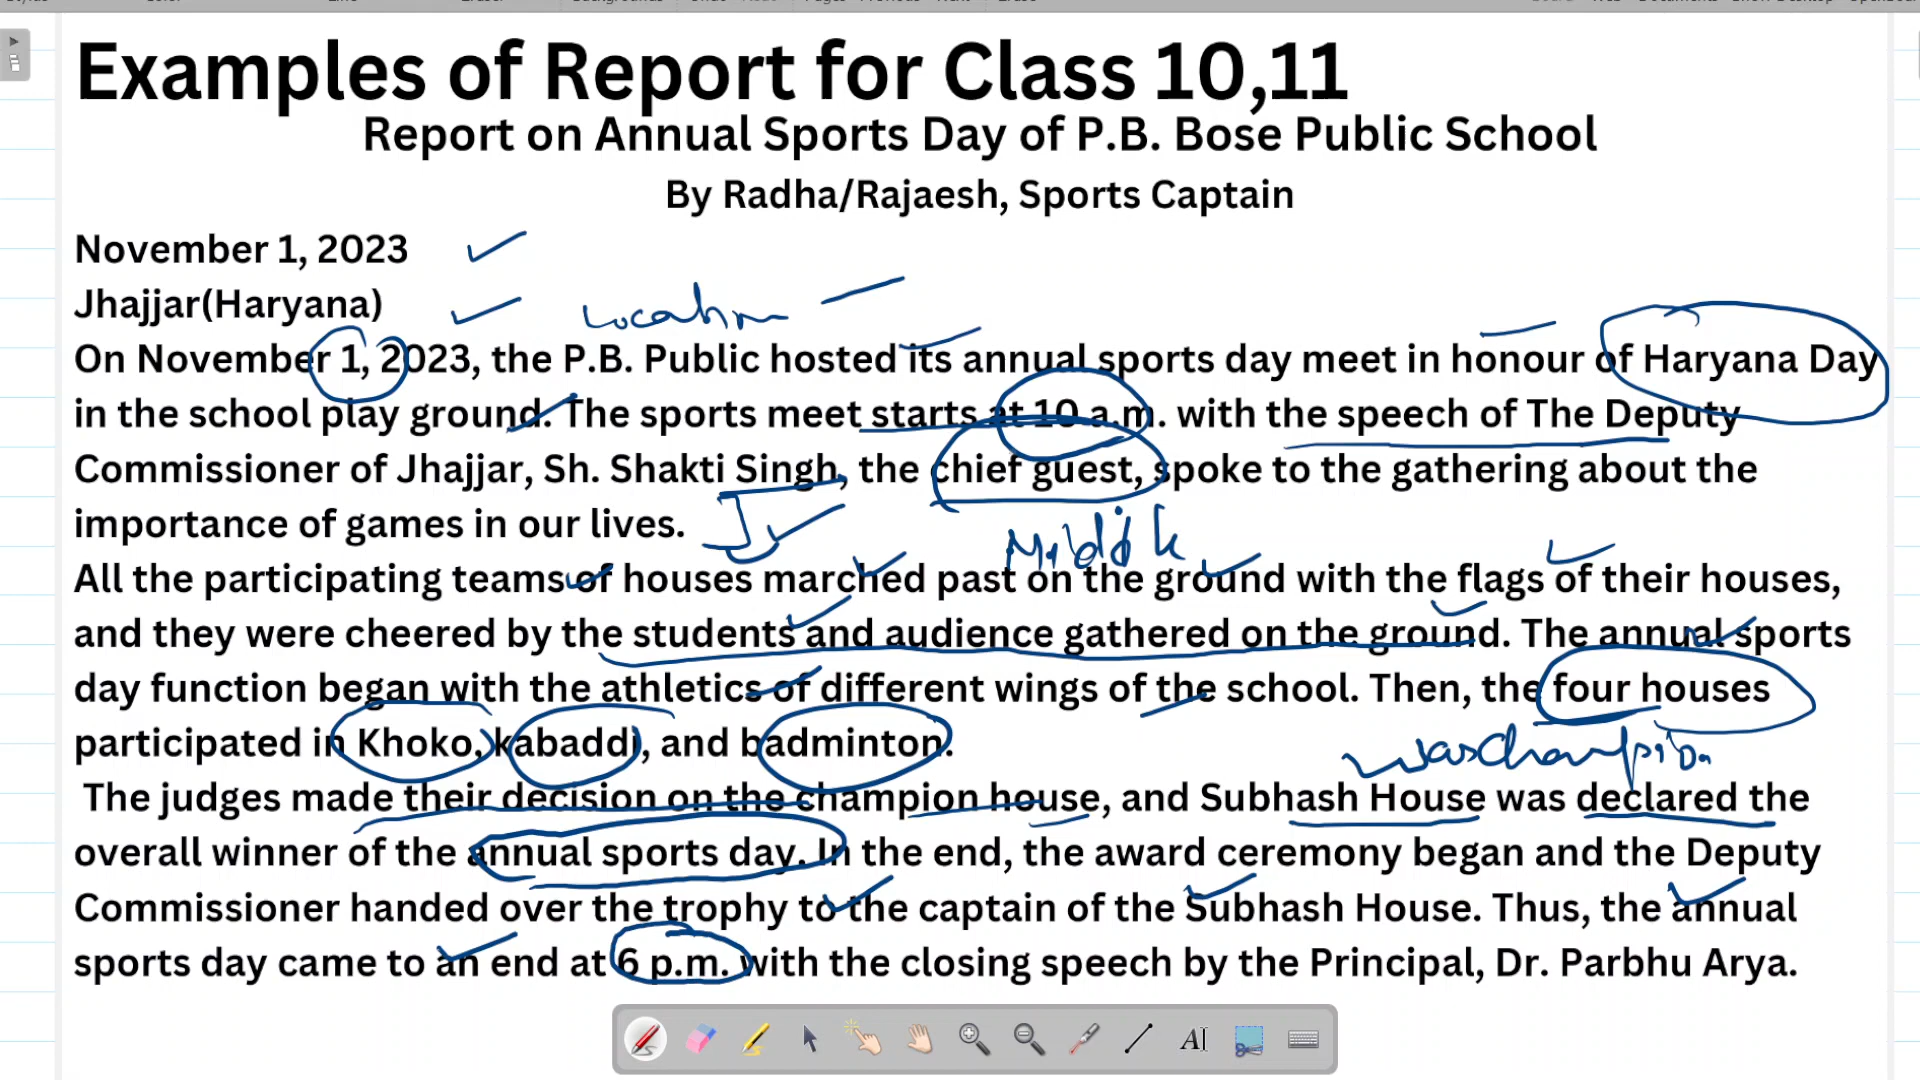 Examples of Report for Class 10,11
Report on Annual Sports Day of P.B. Bose Public School
By Radha/Rajaesh, Sports Captain
November 1, 2023
Jhajjar(Haryana)
Location
On November 1, 2023, the P.B. Public hosted its annual sports day meet in honour of Haryana Day
in the school play ground. The sports meet starts at 10 a.m. with the speech of The Deputy
Commissioner of Jhajjar, Sh. Shakti Singh, the chief guest, spoke to the gathering about the
importance of games in our lives.
All the participating teams of houses marched past on the ground with the flags of their houses,
and they were cheered by the students and audience gathered on the ground. The annual sports
day function began with the athletics of different wings of the school. Then, the four houses
participated in Khoko, kabaddi, and badminton.
The judges made their decision on the champion house, and Subhash House was declared the
overall winner of the annual sports day. In the end, the award ceremony began and the Deputy
Commissioner handed over the trophy to the captain of the Subhash House. Thus, the annual
sports day came to an end at 6 p.m. with the closing speech by the Principal, Dr. Parbhu Arya.